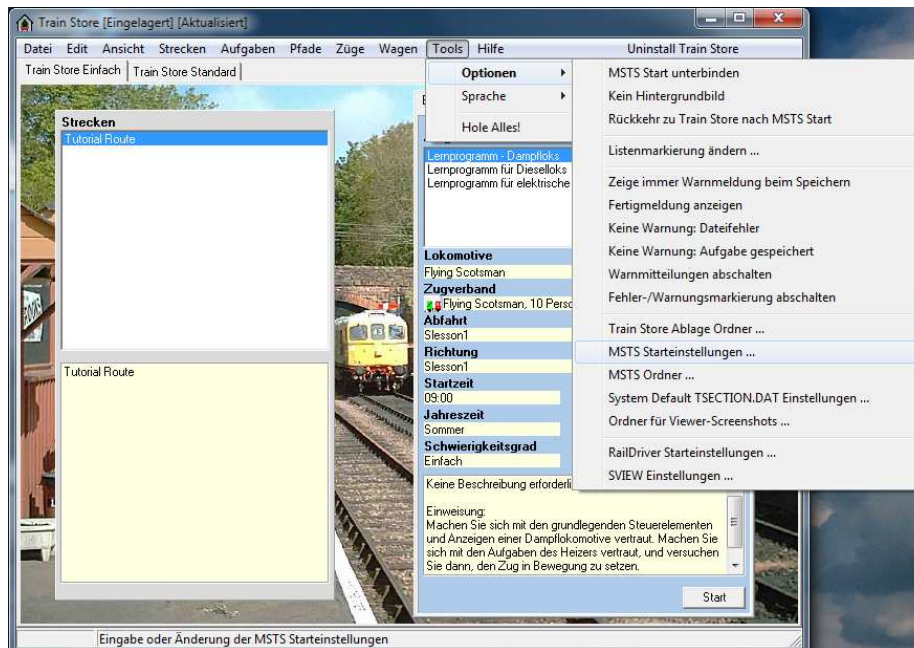 Train Store [Eingelagert] [Aktualisiert]
Datei Edit Ansicht Strecken Aufgaben Pfade Züge Wagen Tools Hilfe Uninstall Train Store
Train Store Einfach Train Store Standard
Optionen
Sprache
Hole Alles!
MSTS Start unterbinden
Kein Hintergrundbild
Rückkehr zu Train Store nach MSTS Start
Listenmarkierung ändern ...
Zeige immer Warnmeldung beim Speichern
Fertigmeldung anzeigen
Keine Warnung: Dateifehler
Keine Warnung: Aufgabe gespeichert
Warnmitteilungen abschalten
Fehler-/Warnungsmarkierung abschalten
Train Store Ablage Ordner ...
MSTS Starteinstellungen ...
MSTS Ordner ...
System Default TSECTION.DAT Einstellungen ...
Ordner für Viewer-Screenshots ...
RailDriver Starteinstellungen ...
SVIEW Einstellungen ...
Strecken
Tutorial Route
Tutorial Route
BOOKS
Lernprogramm - Dampfloks
Lernprogramm für Dieselloks
Lernprogramm für elektrische
Lokomotive
Flying Scotsman
Zugverband
Flying Scotsman, 10 Perso
Abfahrt
Slesson1
Richtung
Slesson1
Startzeit
09:00
Jahreszeit
Sommer
Schwierigkeitsgrad
Einfach
Keine Beschreibung erforderli
Einweisung:
Machen Sie sich mit den grundlegenden Steuerelementen
und Anzeigen einer Dampflokomotive vertraut. Machen Sie
sich mit den Aufgaben des Heizers vertraut, und versuchen
Sie dann, den Zug in Bewegung zu setzen.
Start
Eingabe oder Änderung der MSTS Starteinstellungen